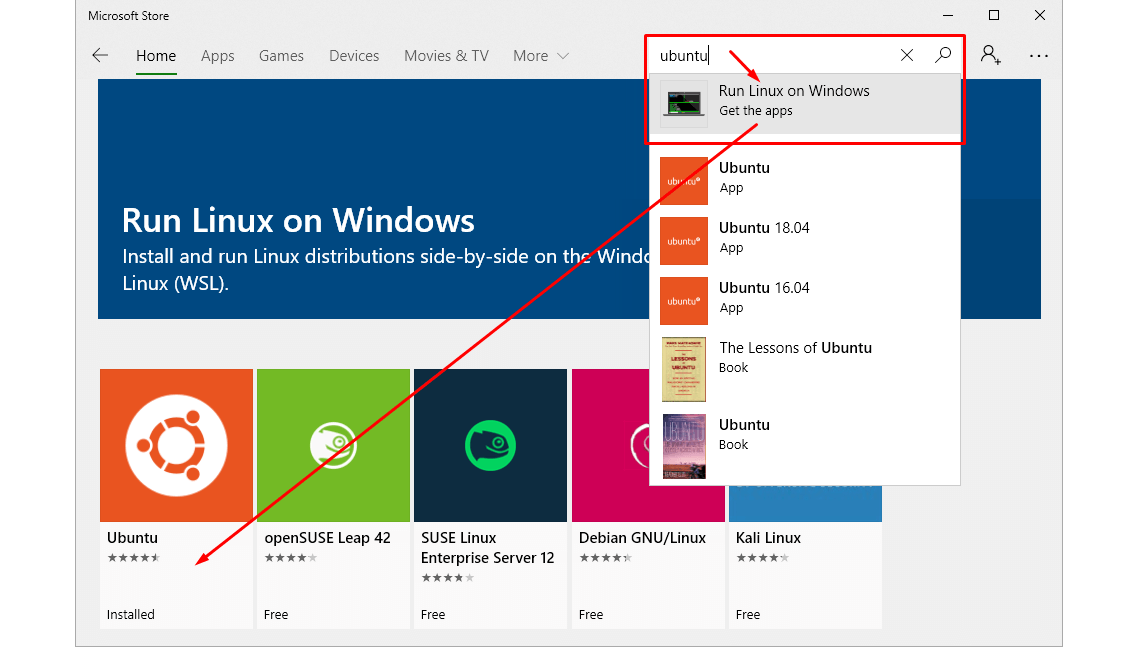 Microsoft Store
Home Apps Games Devices Movies & TV More
ubuntu
Run Linux on Windows
Get the apps
Run Linux on Windows
Install and run Linux distributions side-by-side on the Windo
Linux (WSL).
ubuntu
Ubuntu
App
ubuntu
Ubuntu 18.04
App
ubuntu
Ubuntu 16.04
App
LESSONS
UBUNTU
The Lessons of Ubuntu
Book
UBUNTU
Ubuntu
Book
Ubuntu
Installed
openSUSE Leap 42
Free
SUSE Linux
Enterprise Server 12
Free
Debian GNU/Linux
Free
Kali Linux
Free